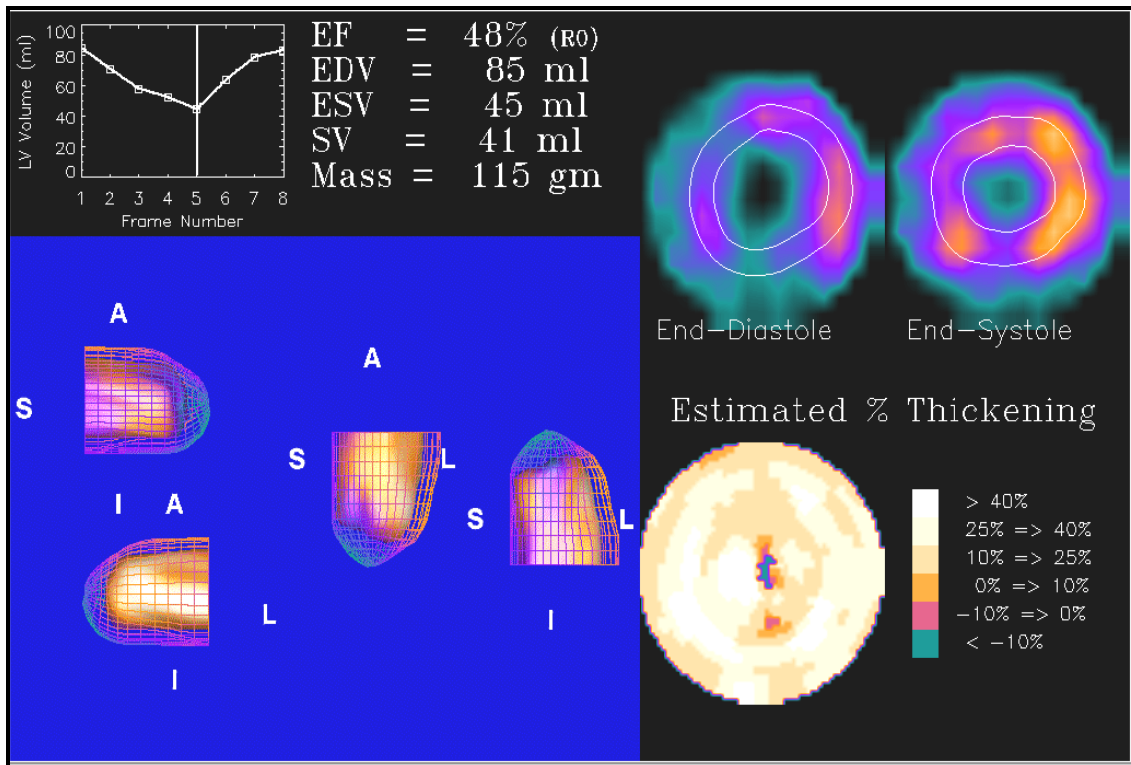 LV Volume (ml)
100
80
60
40
20
0
1 2 3 4 5 6 7 8
Frame Number
EF = 48% (R0)
EDV = 85 ml
ESV = 45 ml
SV = 41 ml
Mass = 115 gm
End-Diastole
End-Systole
A
S
I
A
L
I
A
S
L
S
L
I
Estimated % Thickening
> 40%
25% => 40%
10% => 25%
0% => 10%
-10% => 0%
< -10%